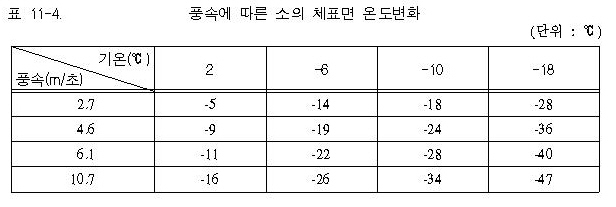 표 11-4. 풍속에 따른 소의 체표면 온도변화
(단위 : ℃)
기온(℃) 2 -6 -10 -18
풍속(m/초)
2.7 -5 -14 -18 -28
4.6 -9 -19 -24 -36
6.1 -11 -22 -28 -40
10.7 -16 -26 -34 -47